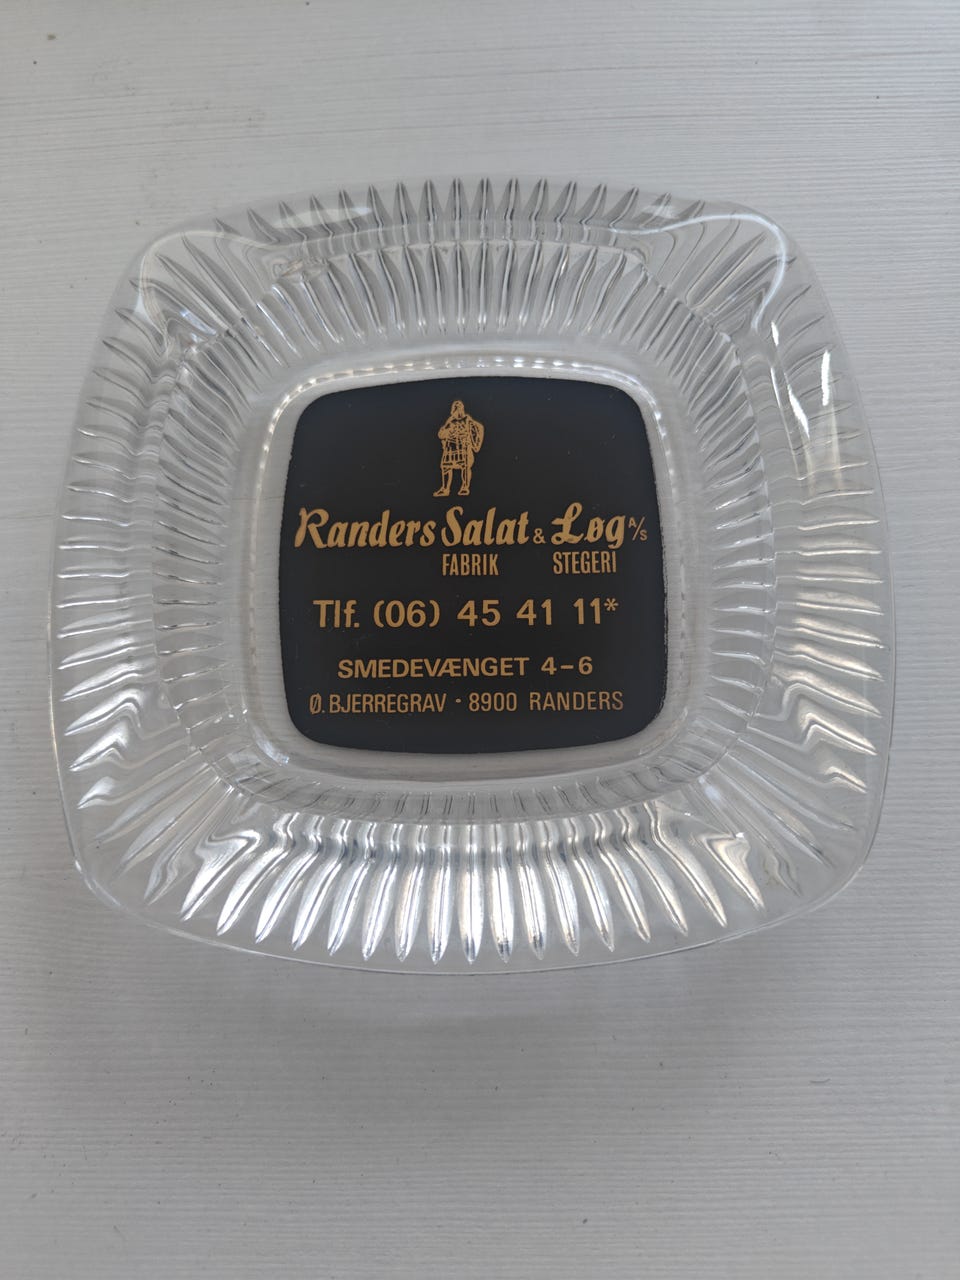 Randers Salat & Løg A/S
FABRIK STEGERI
Tlf. (06) 45 41 11*
SMEDEVÆNGET 4-6
Ø. BJERREGRAV · 8900 RANDERS